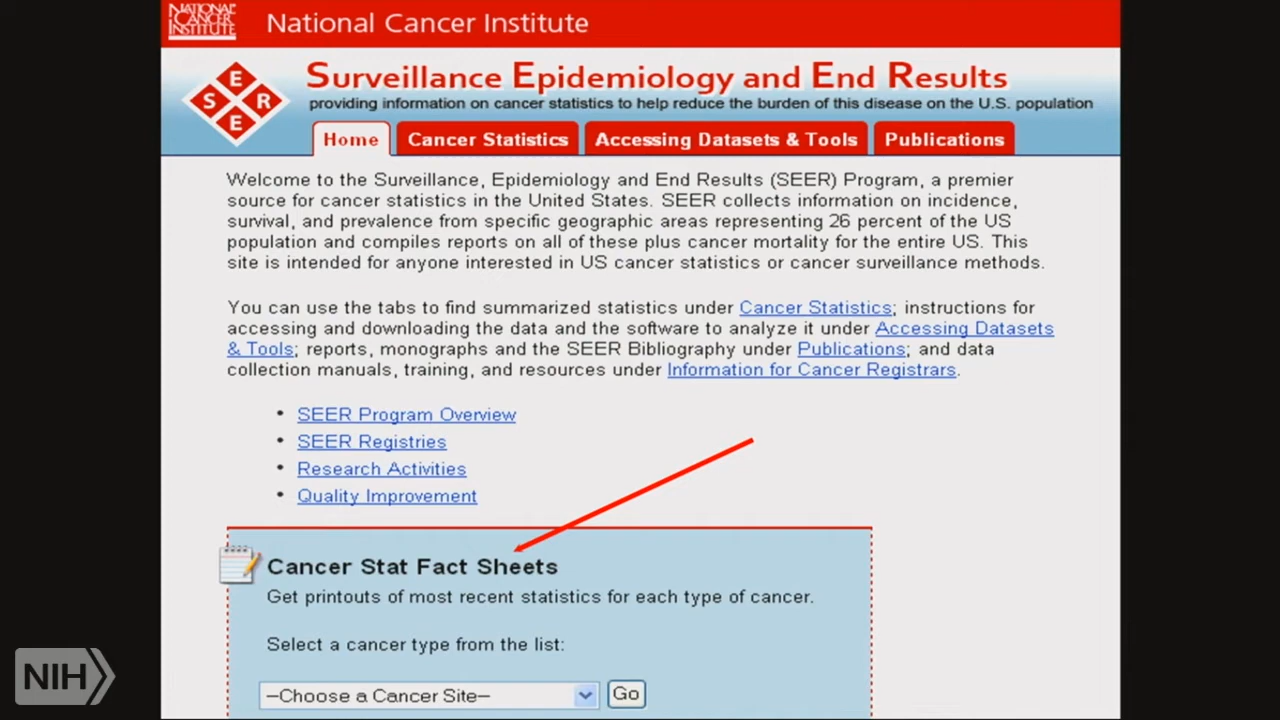 NATIONAL
CANCER
INSTITUTE
National Cancer Institute
Surveillance Epidemiology and End Results
providing information on cancer statistics to help reduce the burden of this disease on the U.S. population
E
S R
E
Home Cancer Statistics Accessing Datasets & Tools Publications
Welcome to the Surveillance, Epidemiology and End Results (SEER) Program, a premier
source for cancer statistics in the United States. SEER collects information on incidence,
survival, and prevalence from specific geographic areas representing 26 percent of the US
population and compiles reports on all of these plus cancer mortality for the entire US. This
site is intended for anyone interested in US cancer statistics or cancer surveillance methods.
You can use the tabs to find summarized statistics under Cancer Statistics; instructions for
accessing and downloading the data and the software to analyze it under Accessing Datasets
& Tools; reports, monographs and the SEER Bibliography under Publications; and data
collection manuals, training, and resources under Information for Cancer Registrars.
• SEER Program Overview
• SEER Registries
• Research Activities
• Quality Improvement
Cancer Stat Fact Sheets
Get printouts of most recent statistics for each type of cancer.
Select a cancer type from the list:
–Choose a Cancer Site– Go
NIH